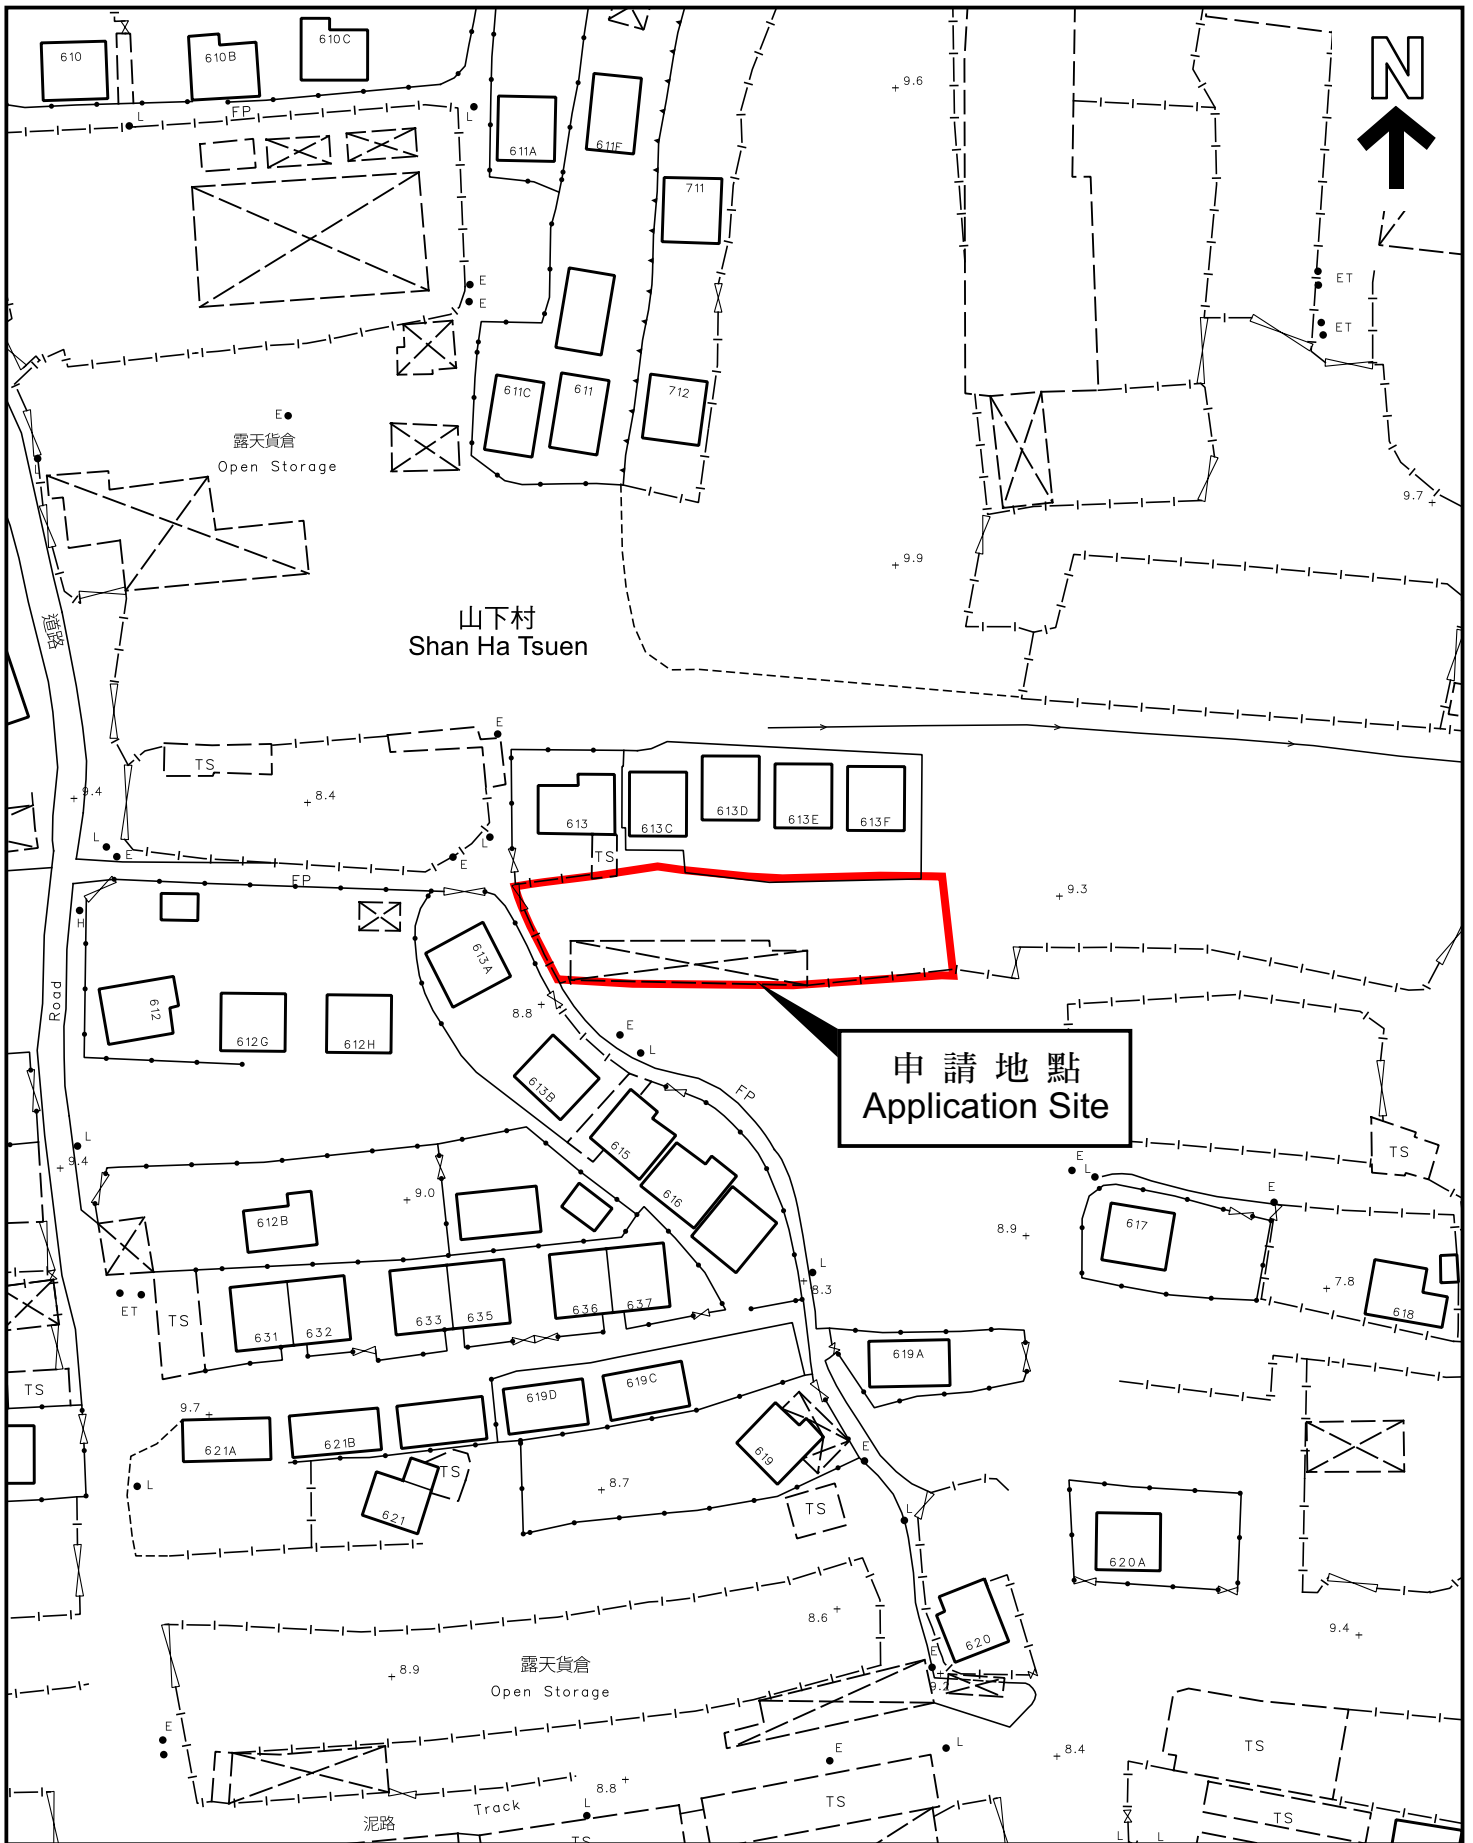 610
610B
610C
N
9.6
L
FP
L
611A
611F
711
E
E
ET
ET
611C
611
712
E
露天貨倉
Open Storage
9.7
9.9
道路
山下村
Shan Ha Tsuen
E
TS
9.4
8.4
613
613C
613D
613E
613F
L
E
E
L
TS
FP
9.3
H
613A
Road
612
612G
612H
8.8
E
L
613B
FP
申請地點
Application Site
L
9.4
615
TS
E
L
E
616
9.0
612B
617
8.9
L
8.3
7.8
618
ET
TS
631
632
633
635
636
637
619A
TS
619D
619C
9.7
621A
621B
E
619
TS
L
8.7
TS
621
L
620A
8.6
9.4
620
E
露天貨倉
8.9
Open Storage
9.2
E
L
E
8.4
TS
8.8
TS
泥路
Track
L
TS
TS
L
L